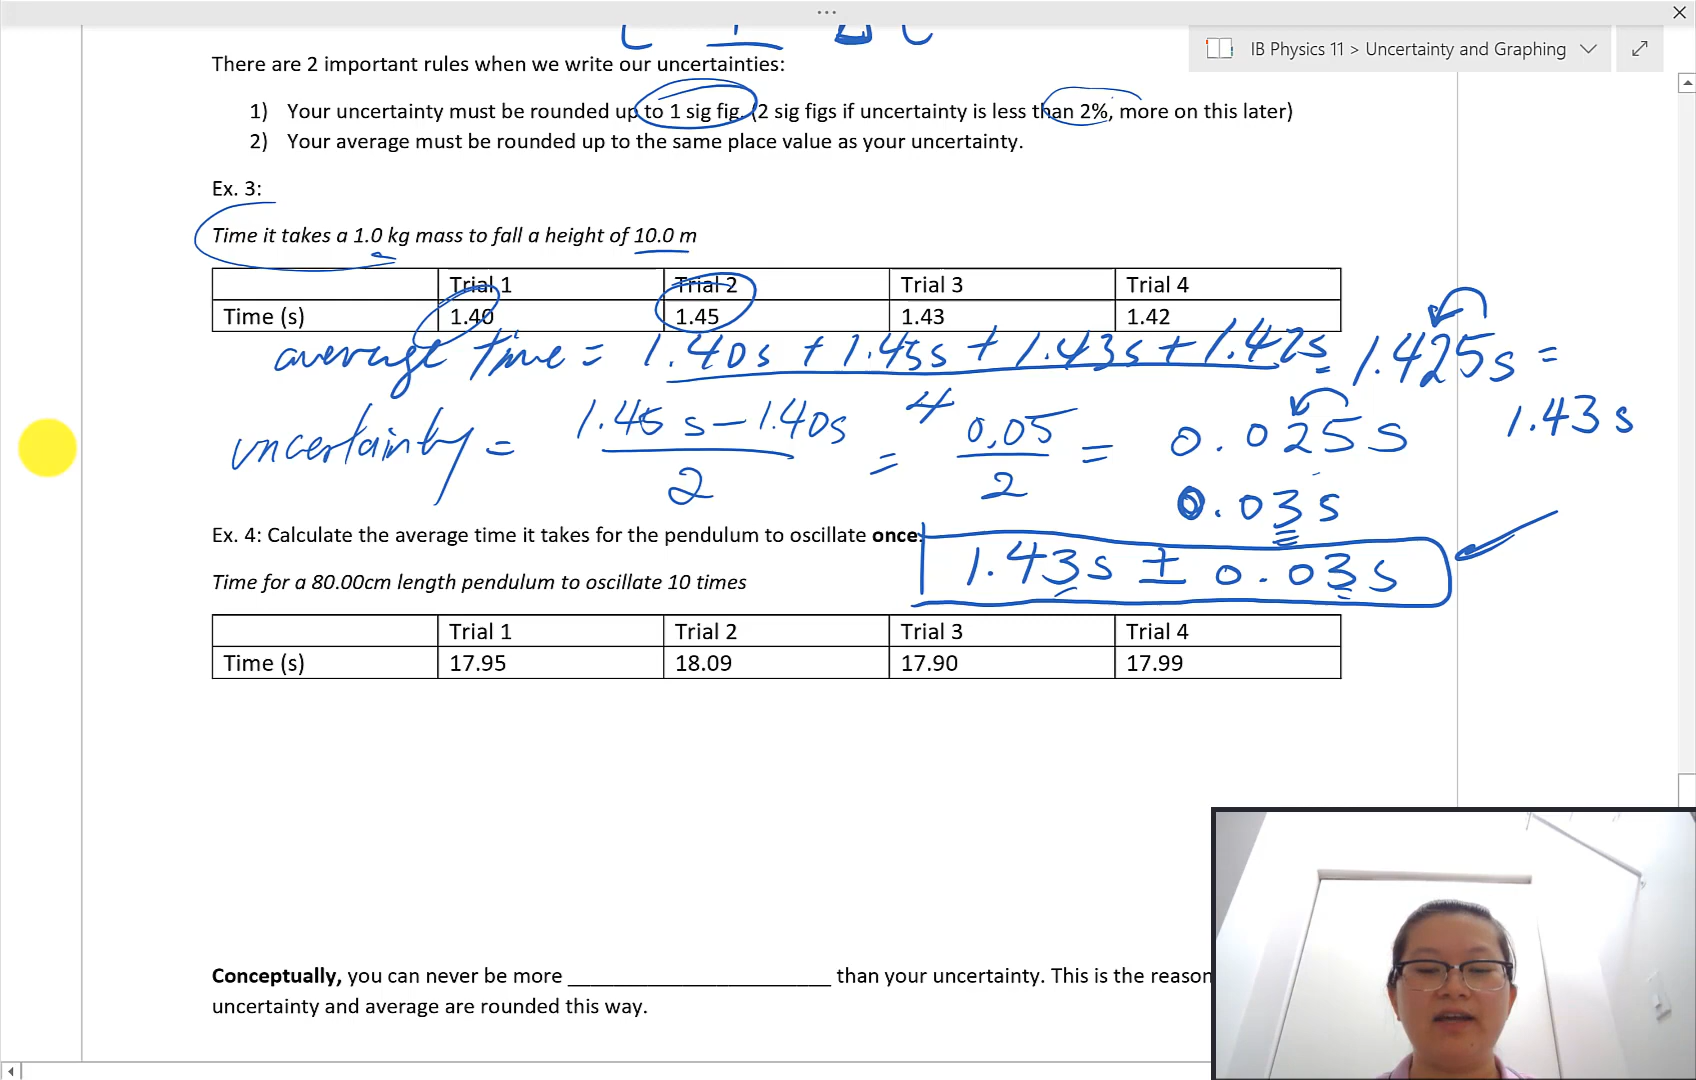 IB Physics 11 > Uncertainty and Graphing
There are 2 important rules when we write our uncertainties:
1) Your uncertainty must be rounded up to 1 sig fig. (2 sig figs if uncertainty is less than 2%, more on this later)
2) Your average must be rounded up to the same place value as your uncertainty.
Ex. 3:
Time it takes a 1.0 kg mass to fall a height of 10.0 m
Trial 1 Trial 2 Trial 3 Trial 4
Time (s) 1.40 1.45 1.43 1.42
average time = 1.40s + 1.45s + 1.43s + 1.42s = 1.425s =
4
1.43 s
uncertainty = 1.45 s - 1.40s = 0.05 = 0.025 s
2 2
0.03 s
Ex. 4: Calculate the average time it takes for the pendulum to oscillate once
1.43s ± 0.03s
Time for a 80.00cm length pendulum to oscillate 10 times
Trial 1 Trial 2 Trial 3 Trial 4
Time (s) 17.95 18.09 17.90 17.99
Conceptually, you can never be more ________________________ than your uncertainty. This is the reason
uncertainty and average are rounded this way.